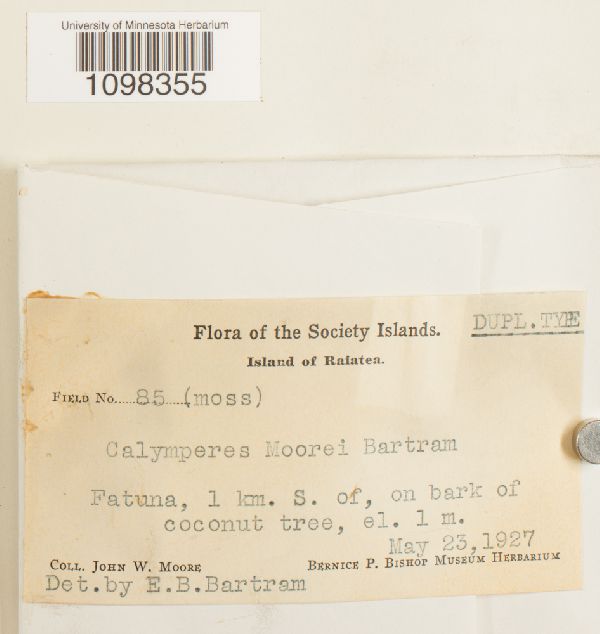 University of Minnesota Herbarium
1098355
DUPL.TYPE
Flora of the Society Islands.
Island of Raiatea.
FIELD No. 85 (moss)
Calymperes Moorei Bartram
Fatuna, 1 km. S. of, on bark of
coconut tree, el. 1 m.
May 23,1927
COLL. JOHN W. MOORE BERNICE P. BISHOP MUSEUM HERBARIUM
Det.by E.B.Bartram